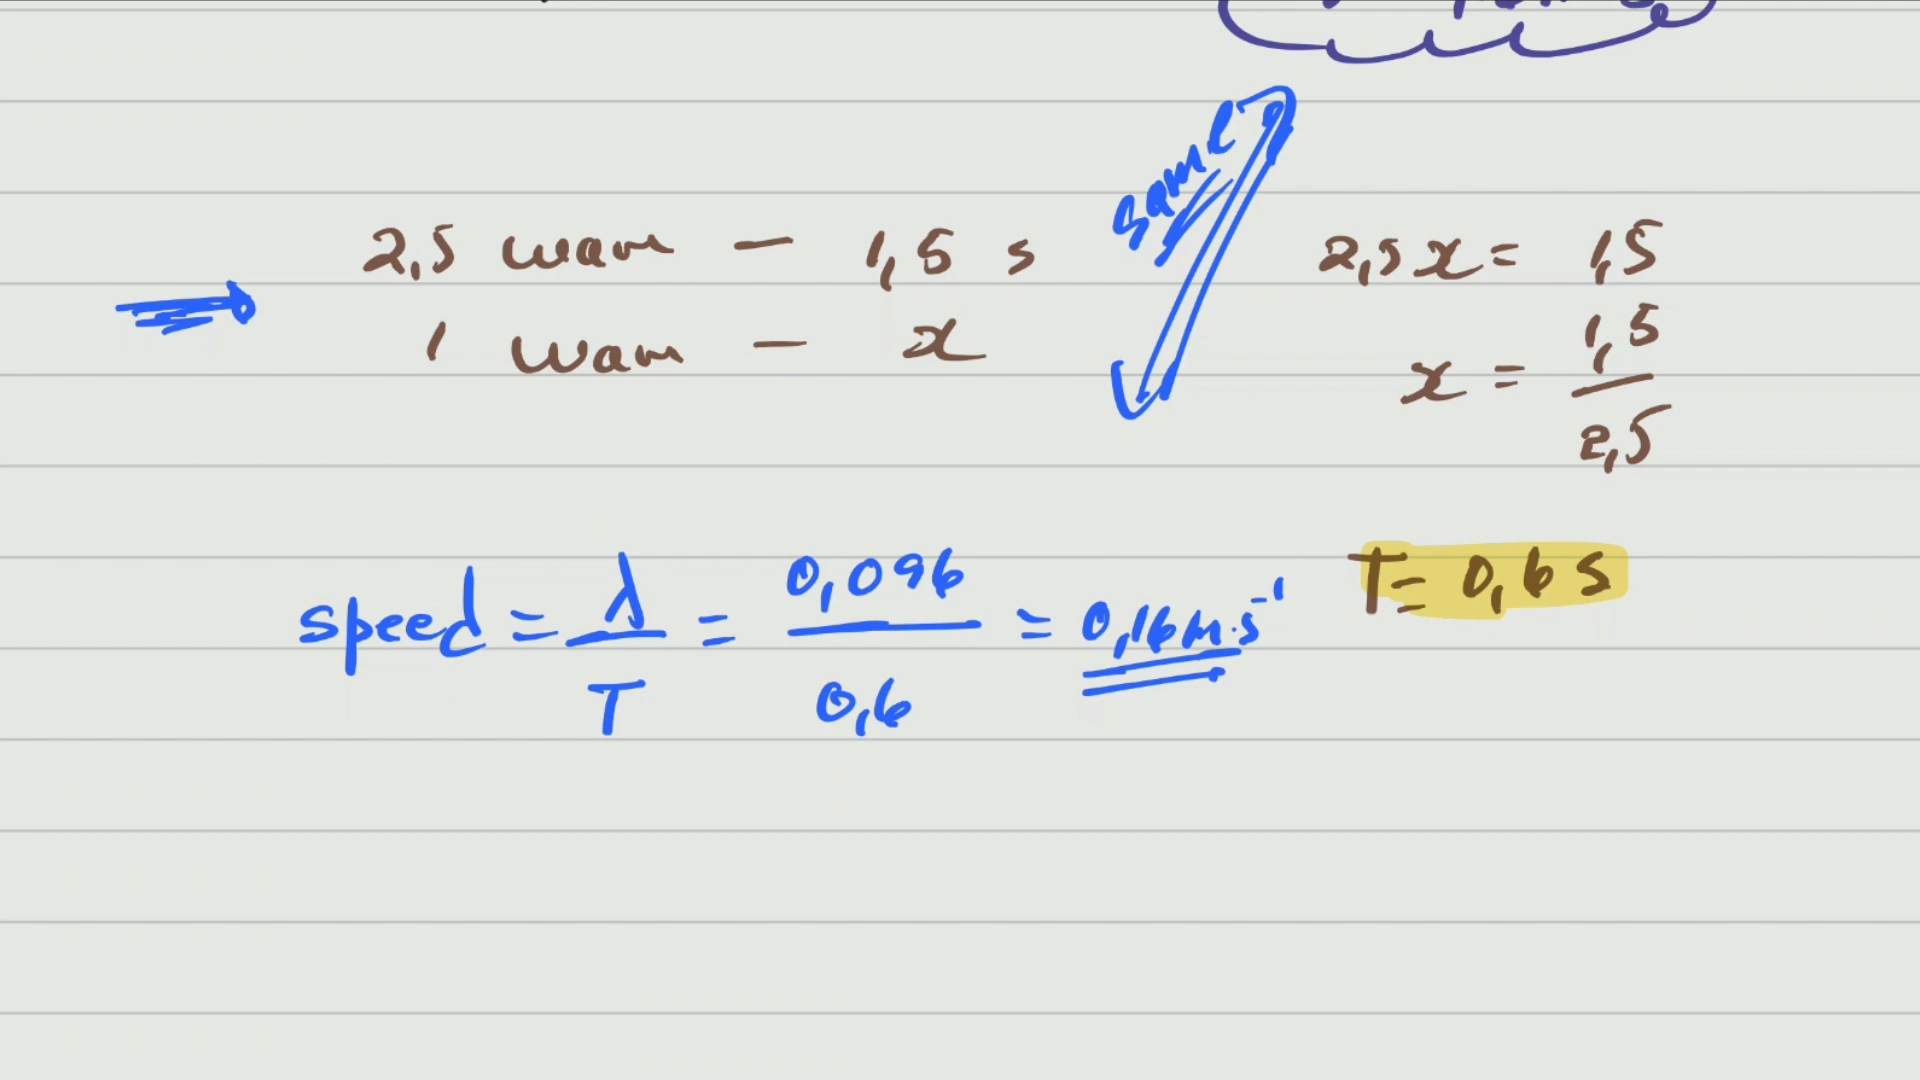 2,5 wave — 1,5 s
1 wave — x
same
2,5x = 1,5
x = 1,5 / 2,5
T = 0,6 s
speed = λ / T = 0,096 / 0,6 = 0,16 m·s⁻¹